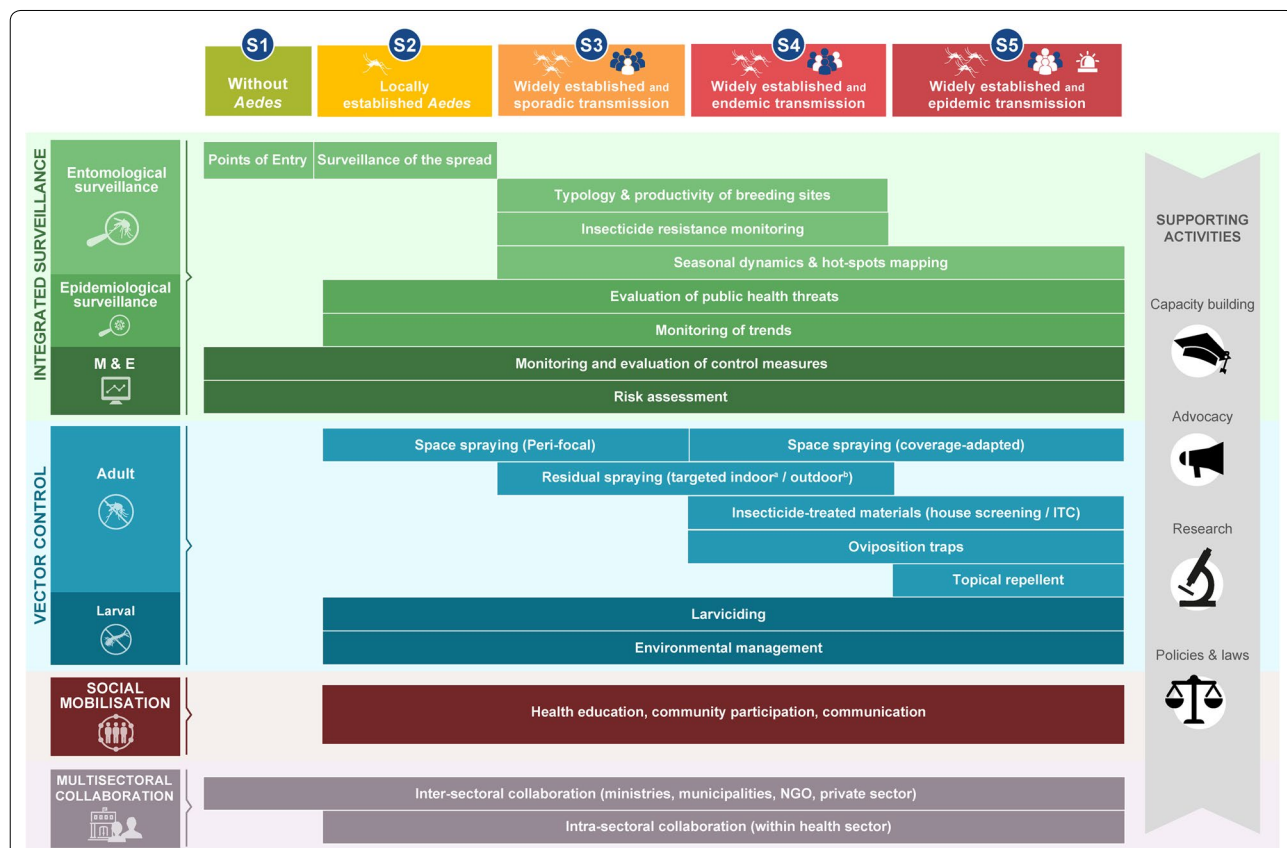 S1
Without
Aedes
S2
Locally
established Aedes
S3
Widely established and
sporadic transmission
S4
Widely established and
endemic transmission
S5
Widely established and
epidemic transmission
INTEGRATED SURVEILLANCE
Entomological
surveillance
Points of Entry
Surveillance of the spread
Typology & productivity of breeding sites
Insecticide resistance monitoring
Seasonal dynamics & hot-spots mapping
Epidemiological
surveillance
Evaluation of public health threats
Monitoring of trends
M & E
Monitoring and evaluation of control measures
Risk assessment
VECTOR CONTROL
Adult
Space spraying (Peri-focal)
Space spraying (coverage-adapted)
Residual spraying (targeted indoorᵃ / outdoorᵇ)
Insecticide-treated materials (house screening / ITC)
Oviposition traps
Topical repellent
Larval
Larviciding
Environmental management
SOCIAL
MOBILISATION
Health education, community participation, communication
MULTISECTORAL
COLLABORATION
Inter-sectoral collaboration (ministries, municipalities, NGO, private sector)
Intra-sectoral collaboration (within health sector)
SUPPORTING
ACTIVITIES
Capacity building
Advocacy
Research
Policies & laws